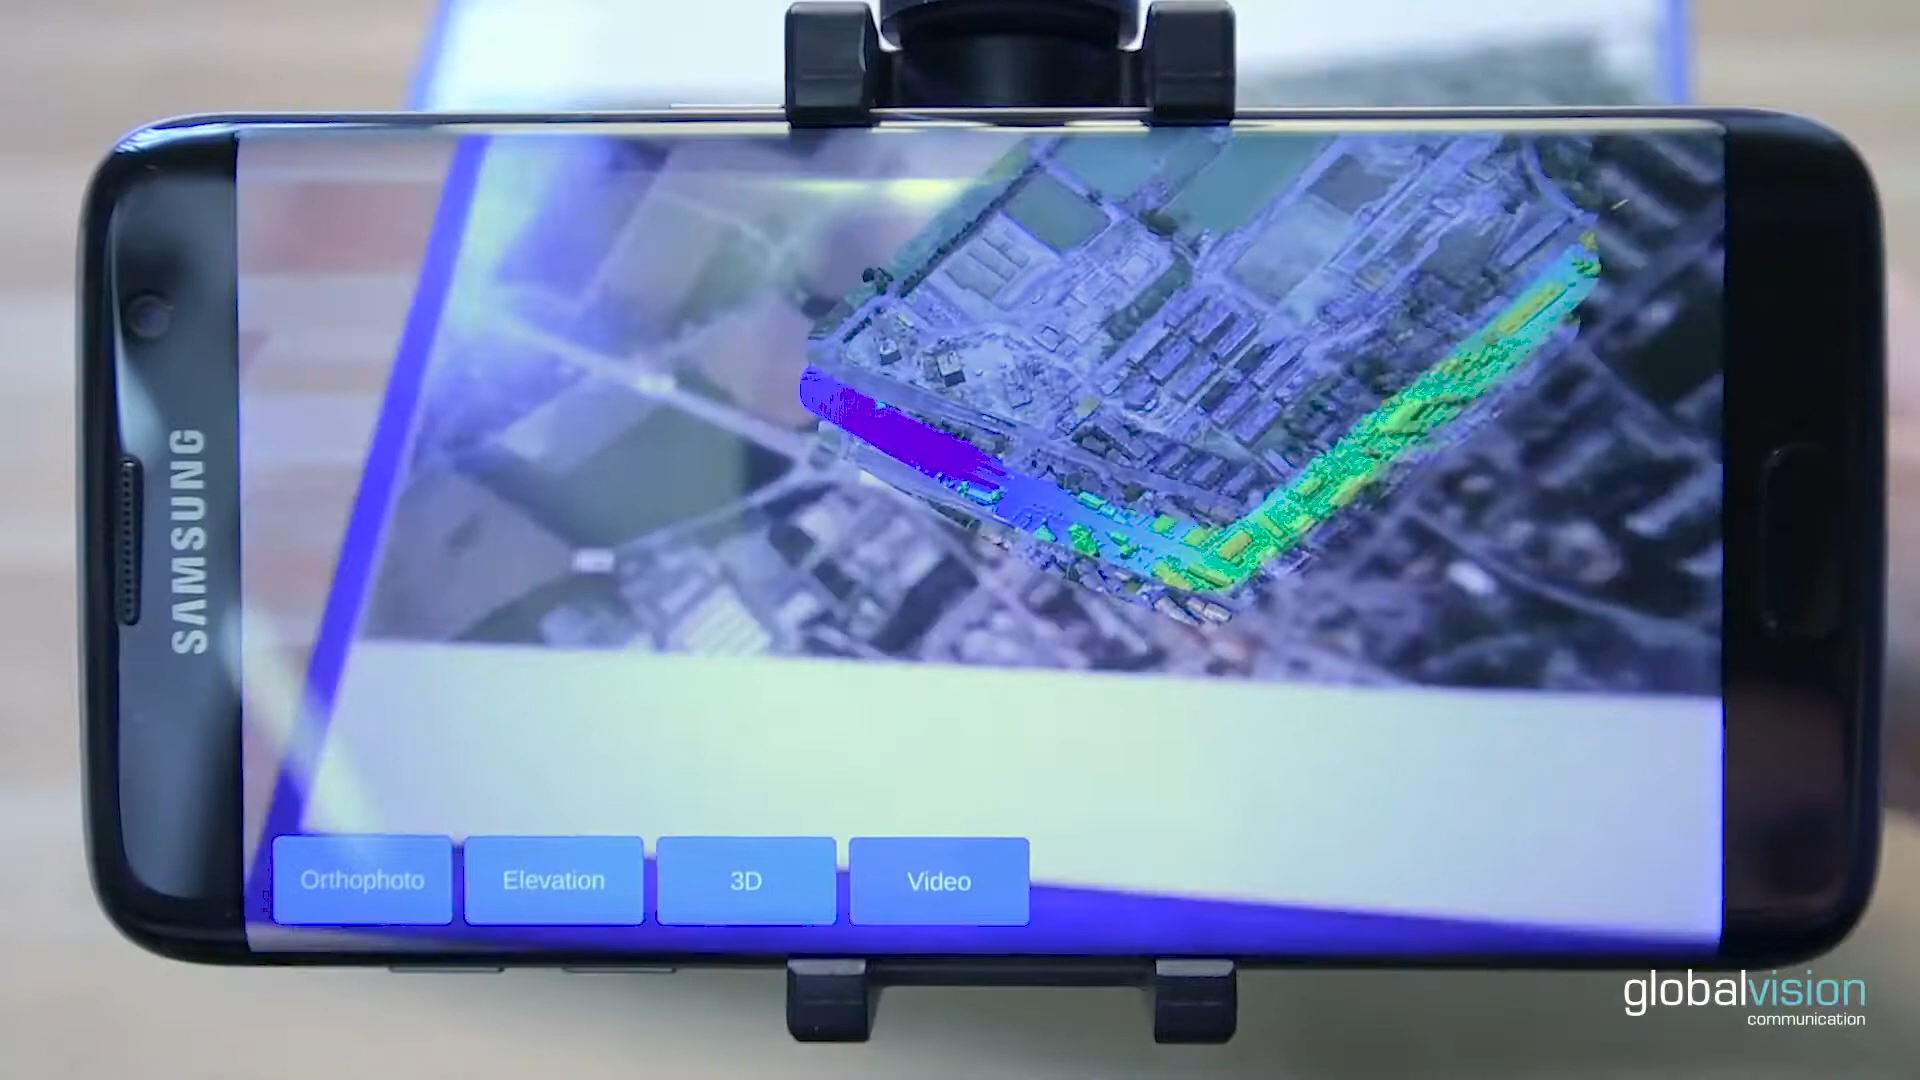 SAMSUNG
Orthophoto
Elevation
3D
Video
globalvision
communication